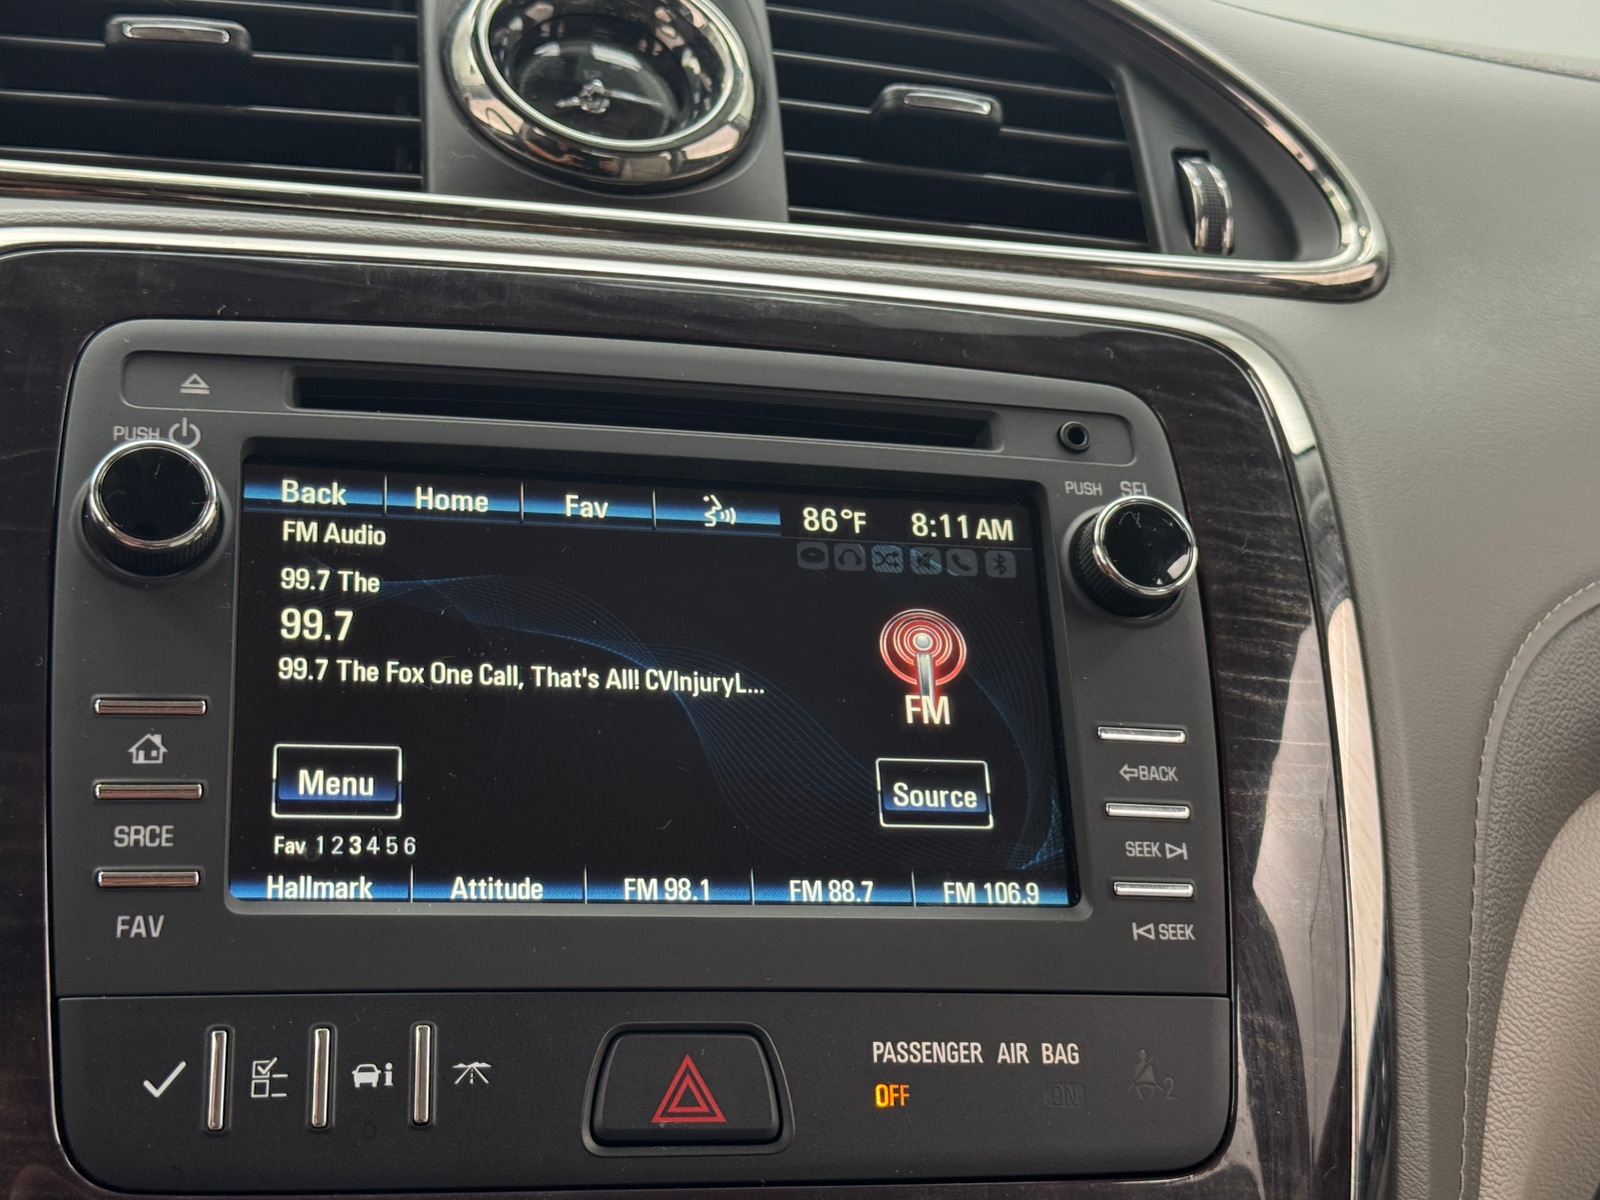 PUSH
PUSH SEL
Back Home Fav 86°F 8:11 AM
FM Audio
99.7 The
99.7
99.7 The Fox One Call, That's All! CVInjuryL...
FM
Menu
Source
Fav 1 2 3 4 5 6
Hallmark Attitude FM 98.1 FM 88.7 FM 106.9
SRCE
FAV
BACK
SEEK
SEEK
PASSENGER AIR BAG
OFF ON
2